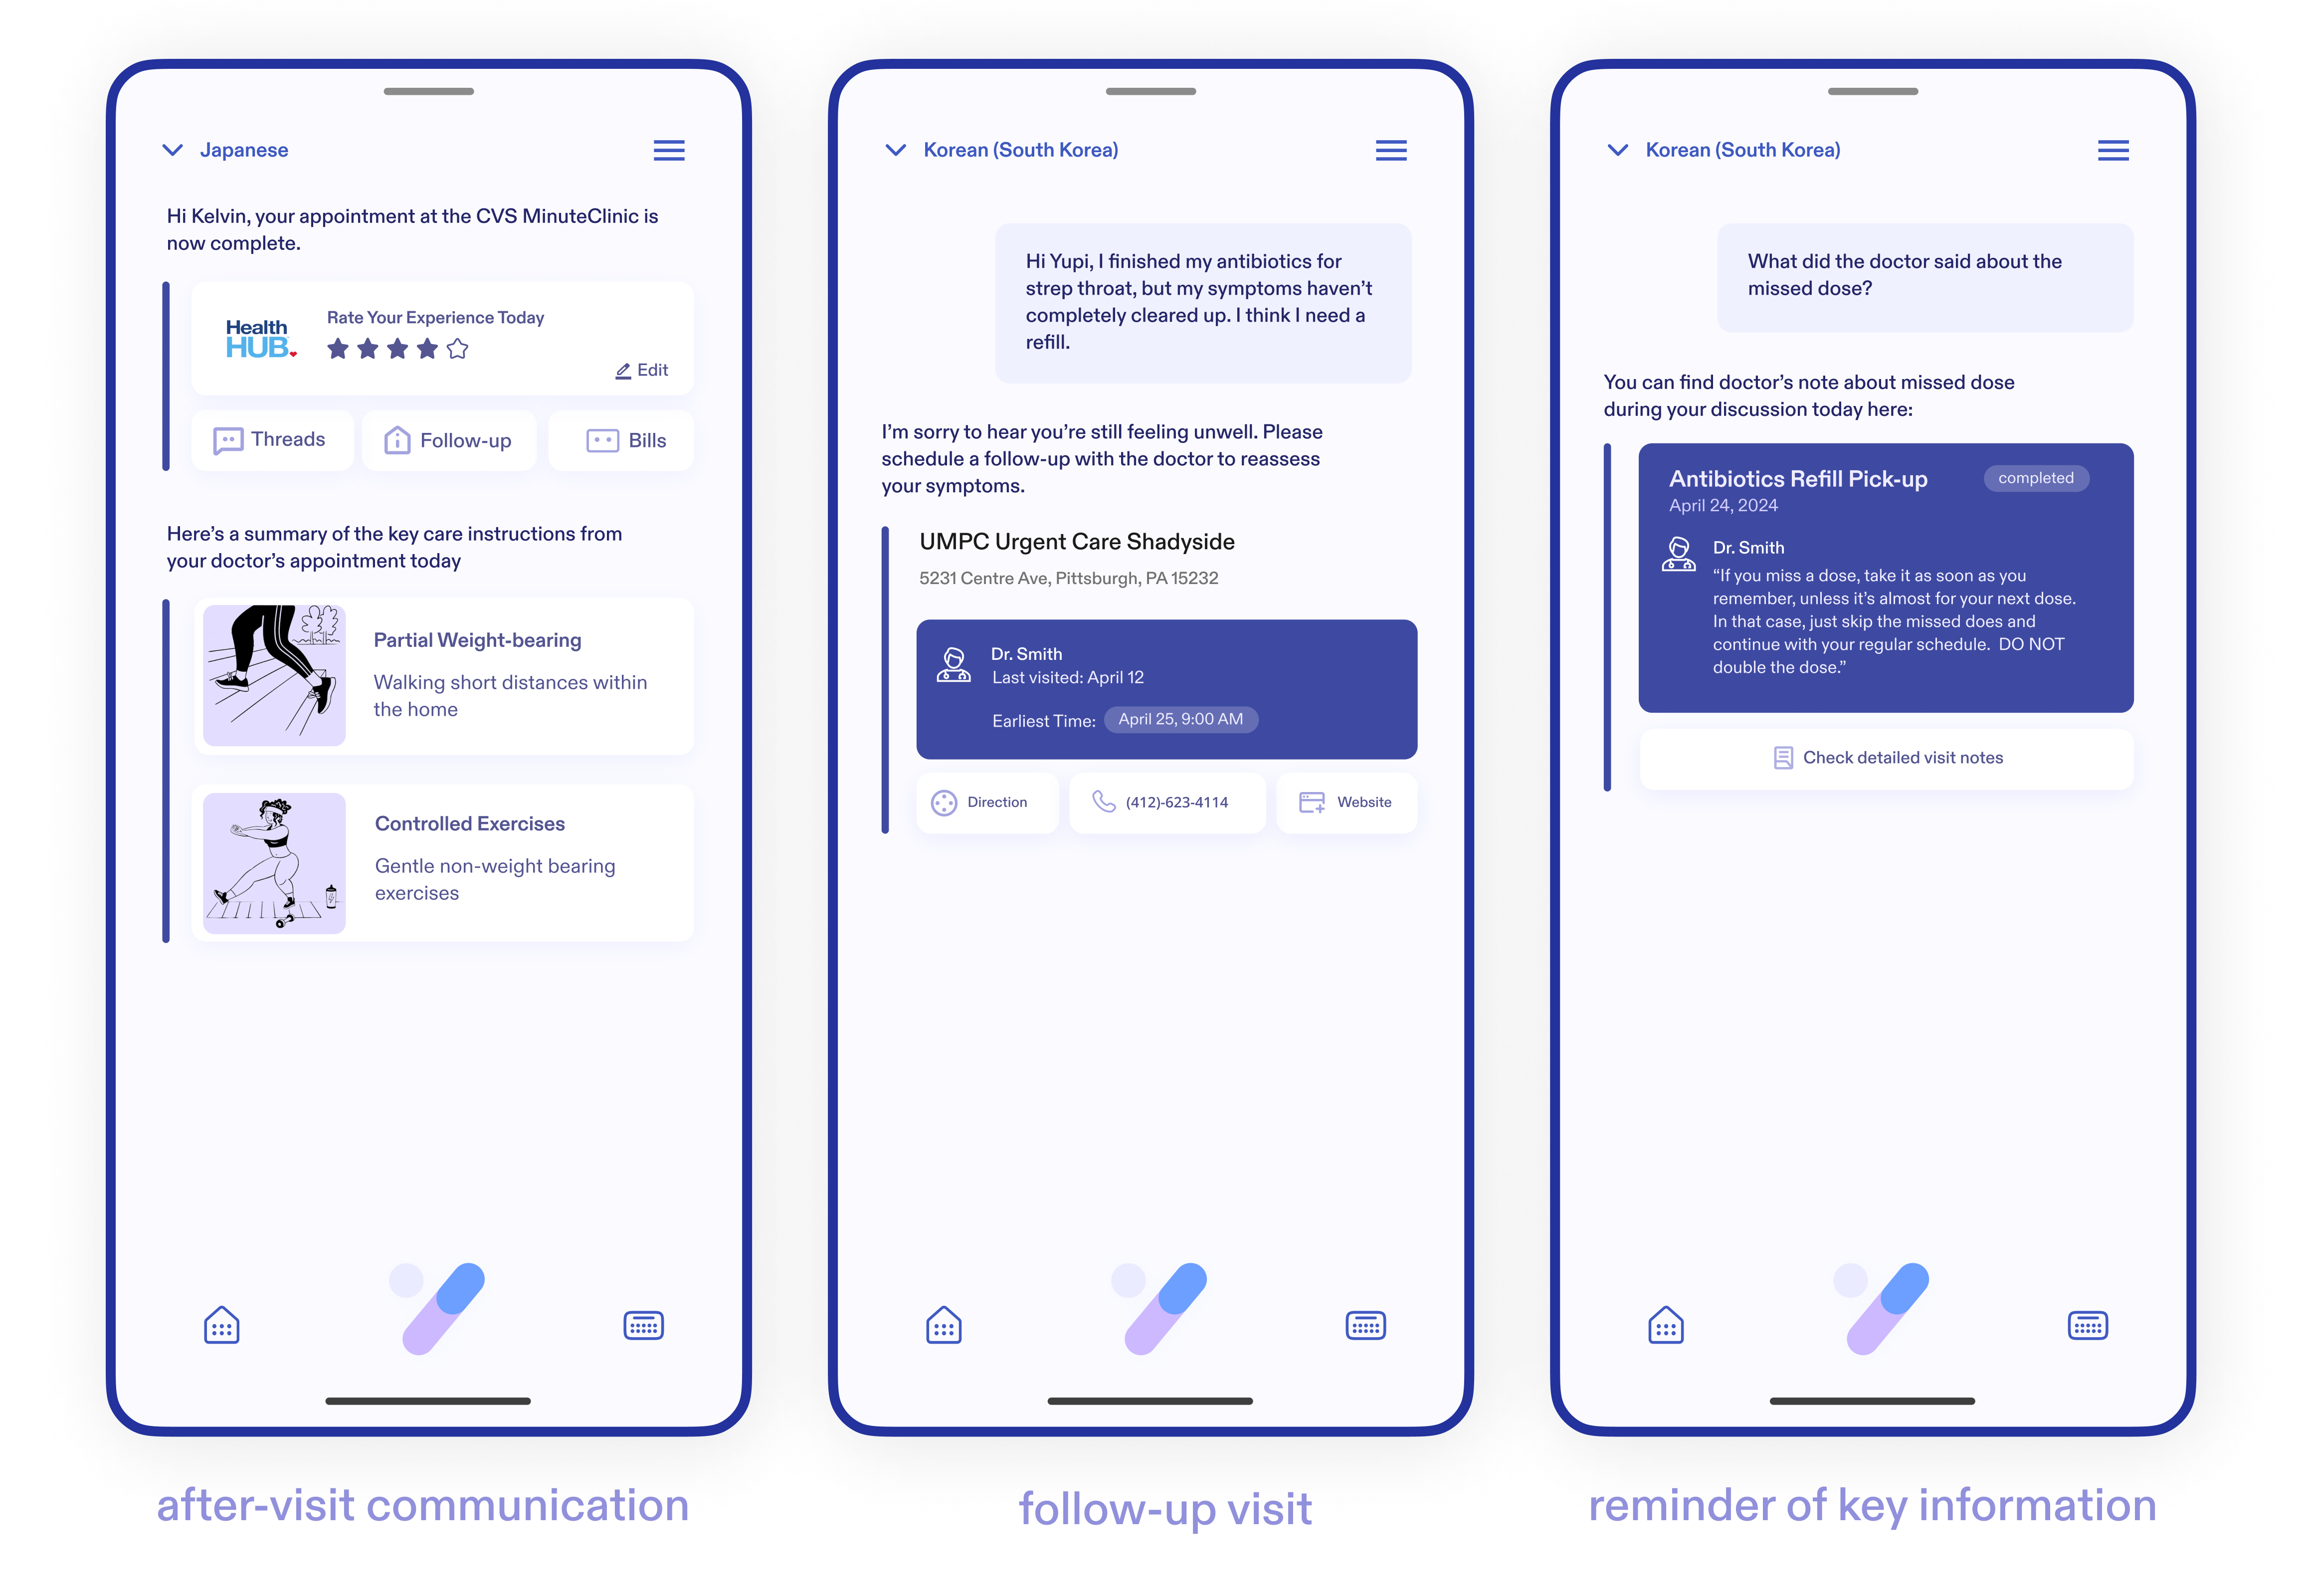 Japanese
Hi Kelvin, your appointment at the CVS MinuteClinic is
now complete.
Health
HUB
Rate Your Experience Today
Edit
Threads
Follow-up
Bills
Here’s a summary of the key care instructions from
your doctor’s appointment today
Partial Weight-bearing
Walking short distances within
the home
Controlled Exercises
Gentle non-weight bearing
exercises
after-visit communication
Korean (South Korea)
Hi Yupi, I finished my antibiotics for
strep throat, but my symptoms haven’t
completely cleared up. I think I need a
refill.
I’m sorry to hear you’re still feeling unwell. Please
schedule a follow-up with the doctor to reassess
your symptoms.
UMPC Urgent Care Shadyside
5231 Centre Ave, Pittsburgh, PA 15232
Dr. Smith
Last visited: April 12
Earliest Time: April 25, 9:00 AM
Direction
(412)-623-4114
Website
follow-up visit
Korean (South Korea)
What did the doctor said about the
missed dose?
You can find doctor’s note about missed dose
during your discussion today here:
Antibiotics Refill Pick-up
completed
April 24, 2024
Dr. Smith
“If you miss a dose, take it as soon as you
remember, unless it’s almost for your next dose.
In that case, just skip the missed does and
continue with your regular schedule.  DO NOT
double the dose.”
Check detailed visit notes
reminder of key information